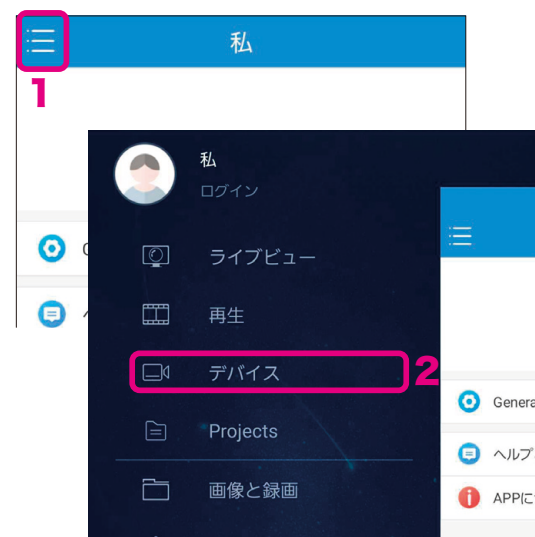 私
1
私
ログイン
ライブビュー
再生
デバイス
2
Projects
画像と録画
Genera
ヘルプ
APPに